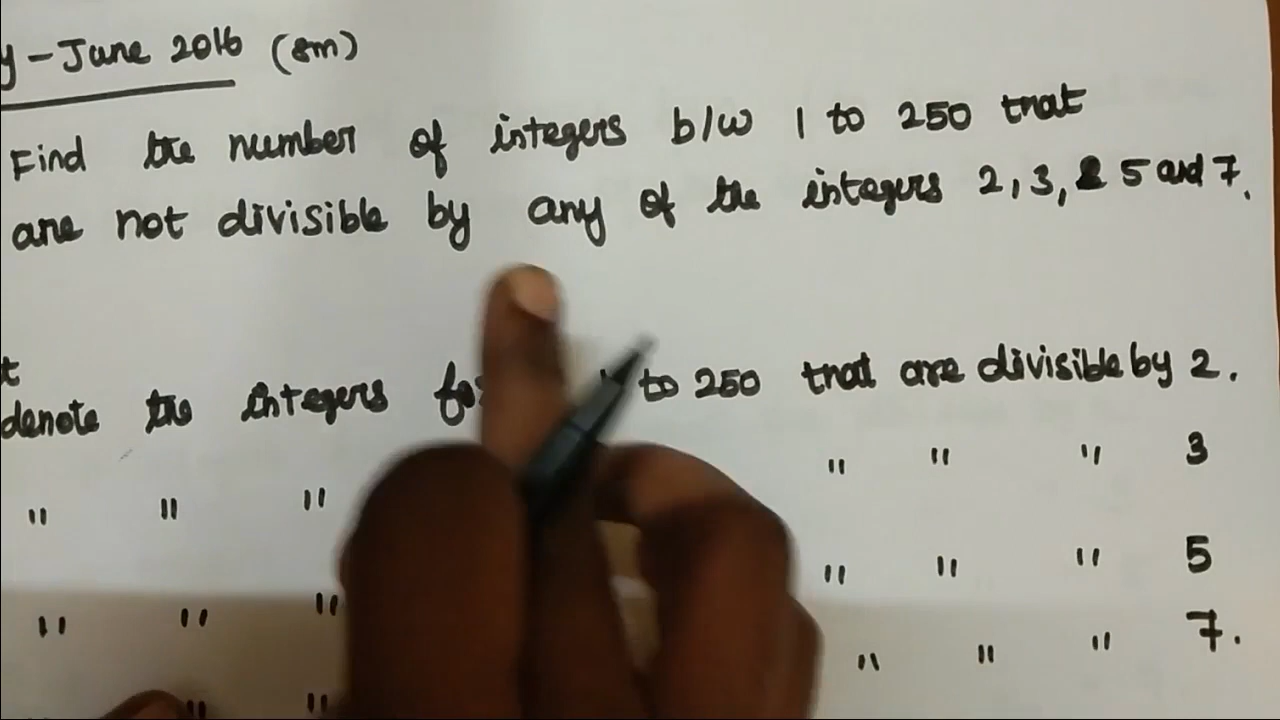 y - June 2016 (8m)
Find the number of integers b/w 1 to 250 that
are not divisible by any of the integers 2, 3, 5 and 7.
t
denote the integers to 250 that are divisible by 2.
" " " " " " 3
" " " " " " 5
" " " " " 7.